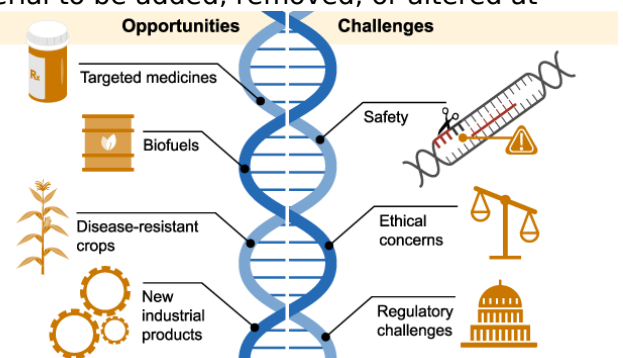 erial to be added, removed, or altered at
Opportunities
Challenges
Rx
Targeted medicines
Safety
Biofuels
Disease-resistant
crops
Ethical
concerns
New
industrial
products
Regulatory
challenges